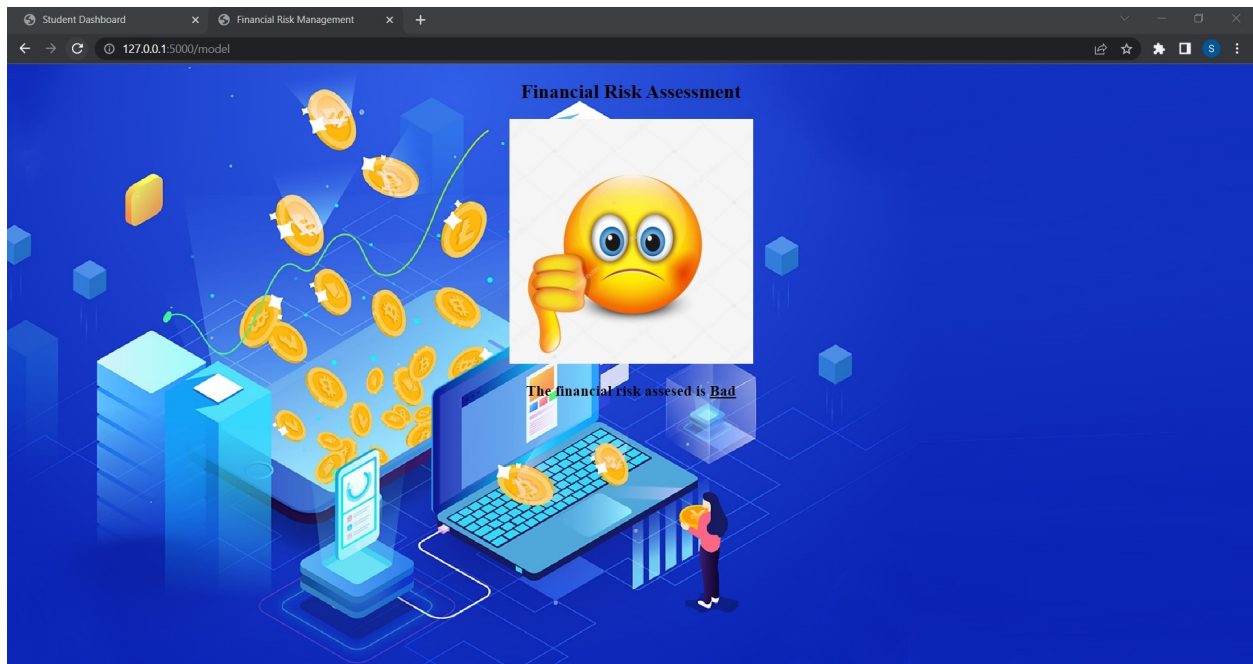 Student Dashboard
Financial Risk Management
127.0.0.1:5000/model
S
Financial Risk Assessment
The financial risk assesed is Bad